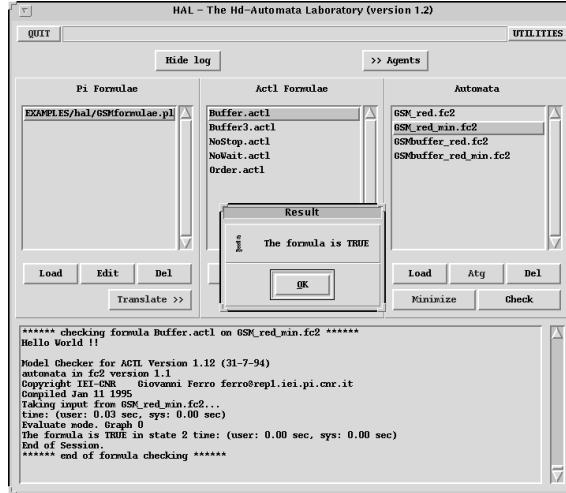 HAL - The Hd-Automata Laboratory (version 1.2)
QUIT
UTILITIES
Hide log
>> Agents
Pi Formulae
Actl Formulae
Automata
EXAMPLES/hal/GSMformulae.pl
Buffer.actl
Buffer3.actl
NoStop.actl
NoWait.actl
Order.actl
GSM_red.fc2
GSM_red_min.fc2
GSMbuffer_red.fc2
GSMbuffer_red_min.fc2
Result
The formula is TRUE
OK
Load
Edit
Del
Translate >>
Load
Atg
Del
Minimize
Check
****** checking formula Buffer.actl on GSM_red_min.fc2 ******
Hello World !!
Model Checker for ACTL Version 1.12 (31-7-94)
automata in fc2 version 1.1
Copyright IEI-CNR Giovanni Ferro ferro@repl.iei.pi.cnr.it
Compiled Jan 11 1995
Taking input from GSM_red_min.fc2...
time: (user: 0.03 sec, sys: 0.00 sec)
Evaluate mode. Graph 0
The formula is TRUE in state 2 time: (user: 0.00 sec, sys: 0.00 sec)
End of Session.
****** end of formula checking ******